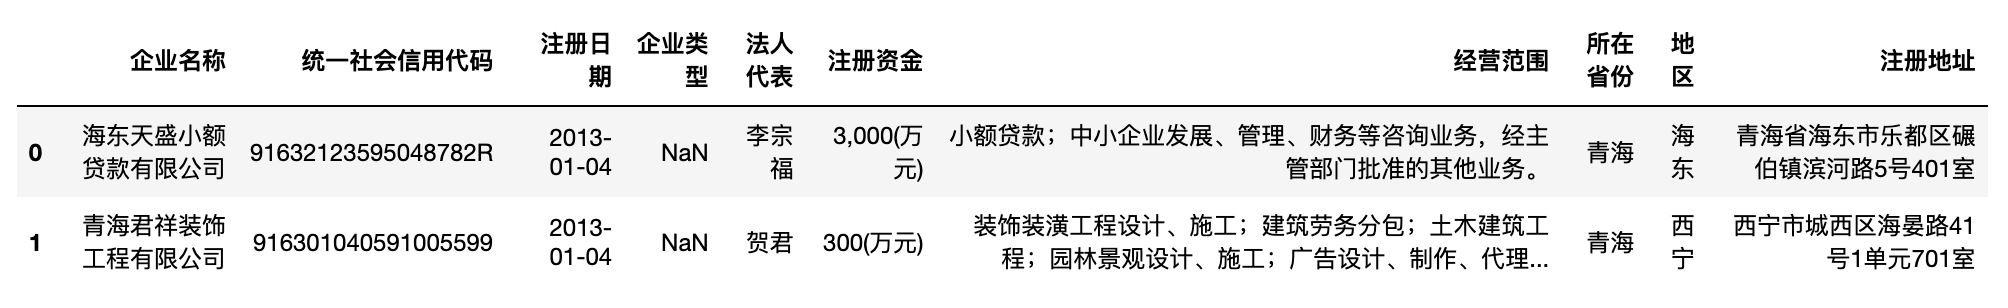 企业名称 统一社会信用代码 注册日期 企业类型 法人代表 注册资金 经营范围 所在省份 地区 注册地址
0 海东天盛小额贷款有限公司 91632123595048782R 2013-01-04 NaN 李宗福 3,000(万元) 小额贷款；中小企业发展、管理、财务等咨询业务，经主管部门批准的其他业务。 青海 海东 青海省海东市乐都区碾伯镇滨河路5号401室
1 青海君祥装饰工程有限公司 916301040591005599 2013-01-04 NaN 贺君 300(万元) 装饰装潢工程设计、施工；建筑劳务分包；土木建筑工程；园林景观设计、施工；广告设计、制作、代理... 青海 西宁 西宁市城西区海晏路41号1单元701室